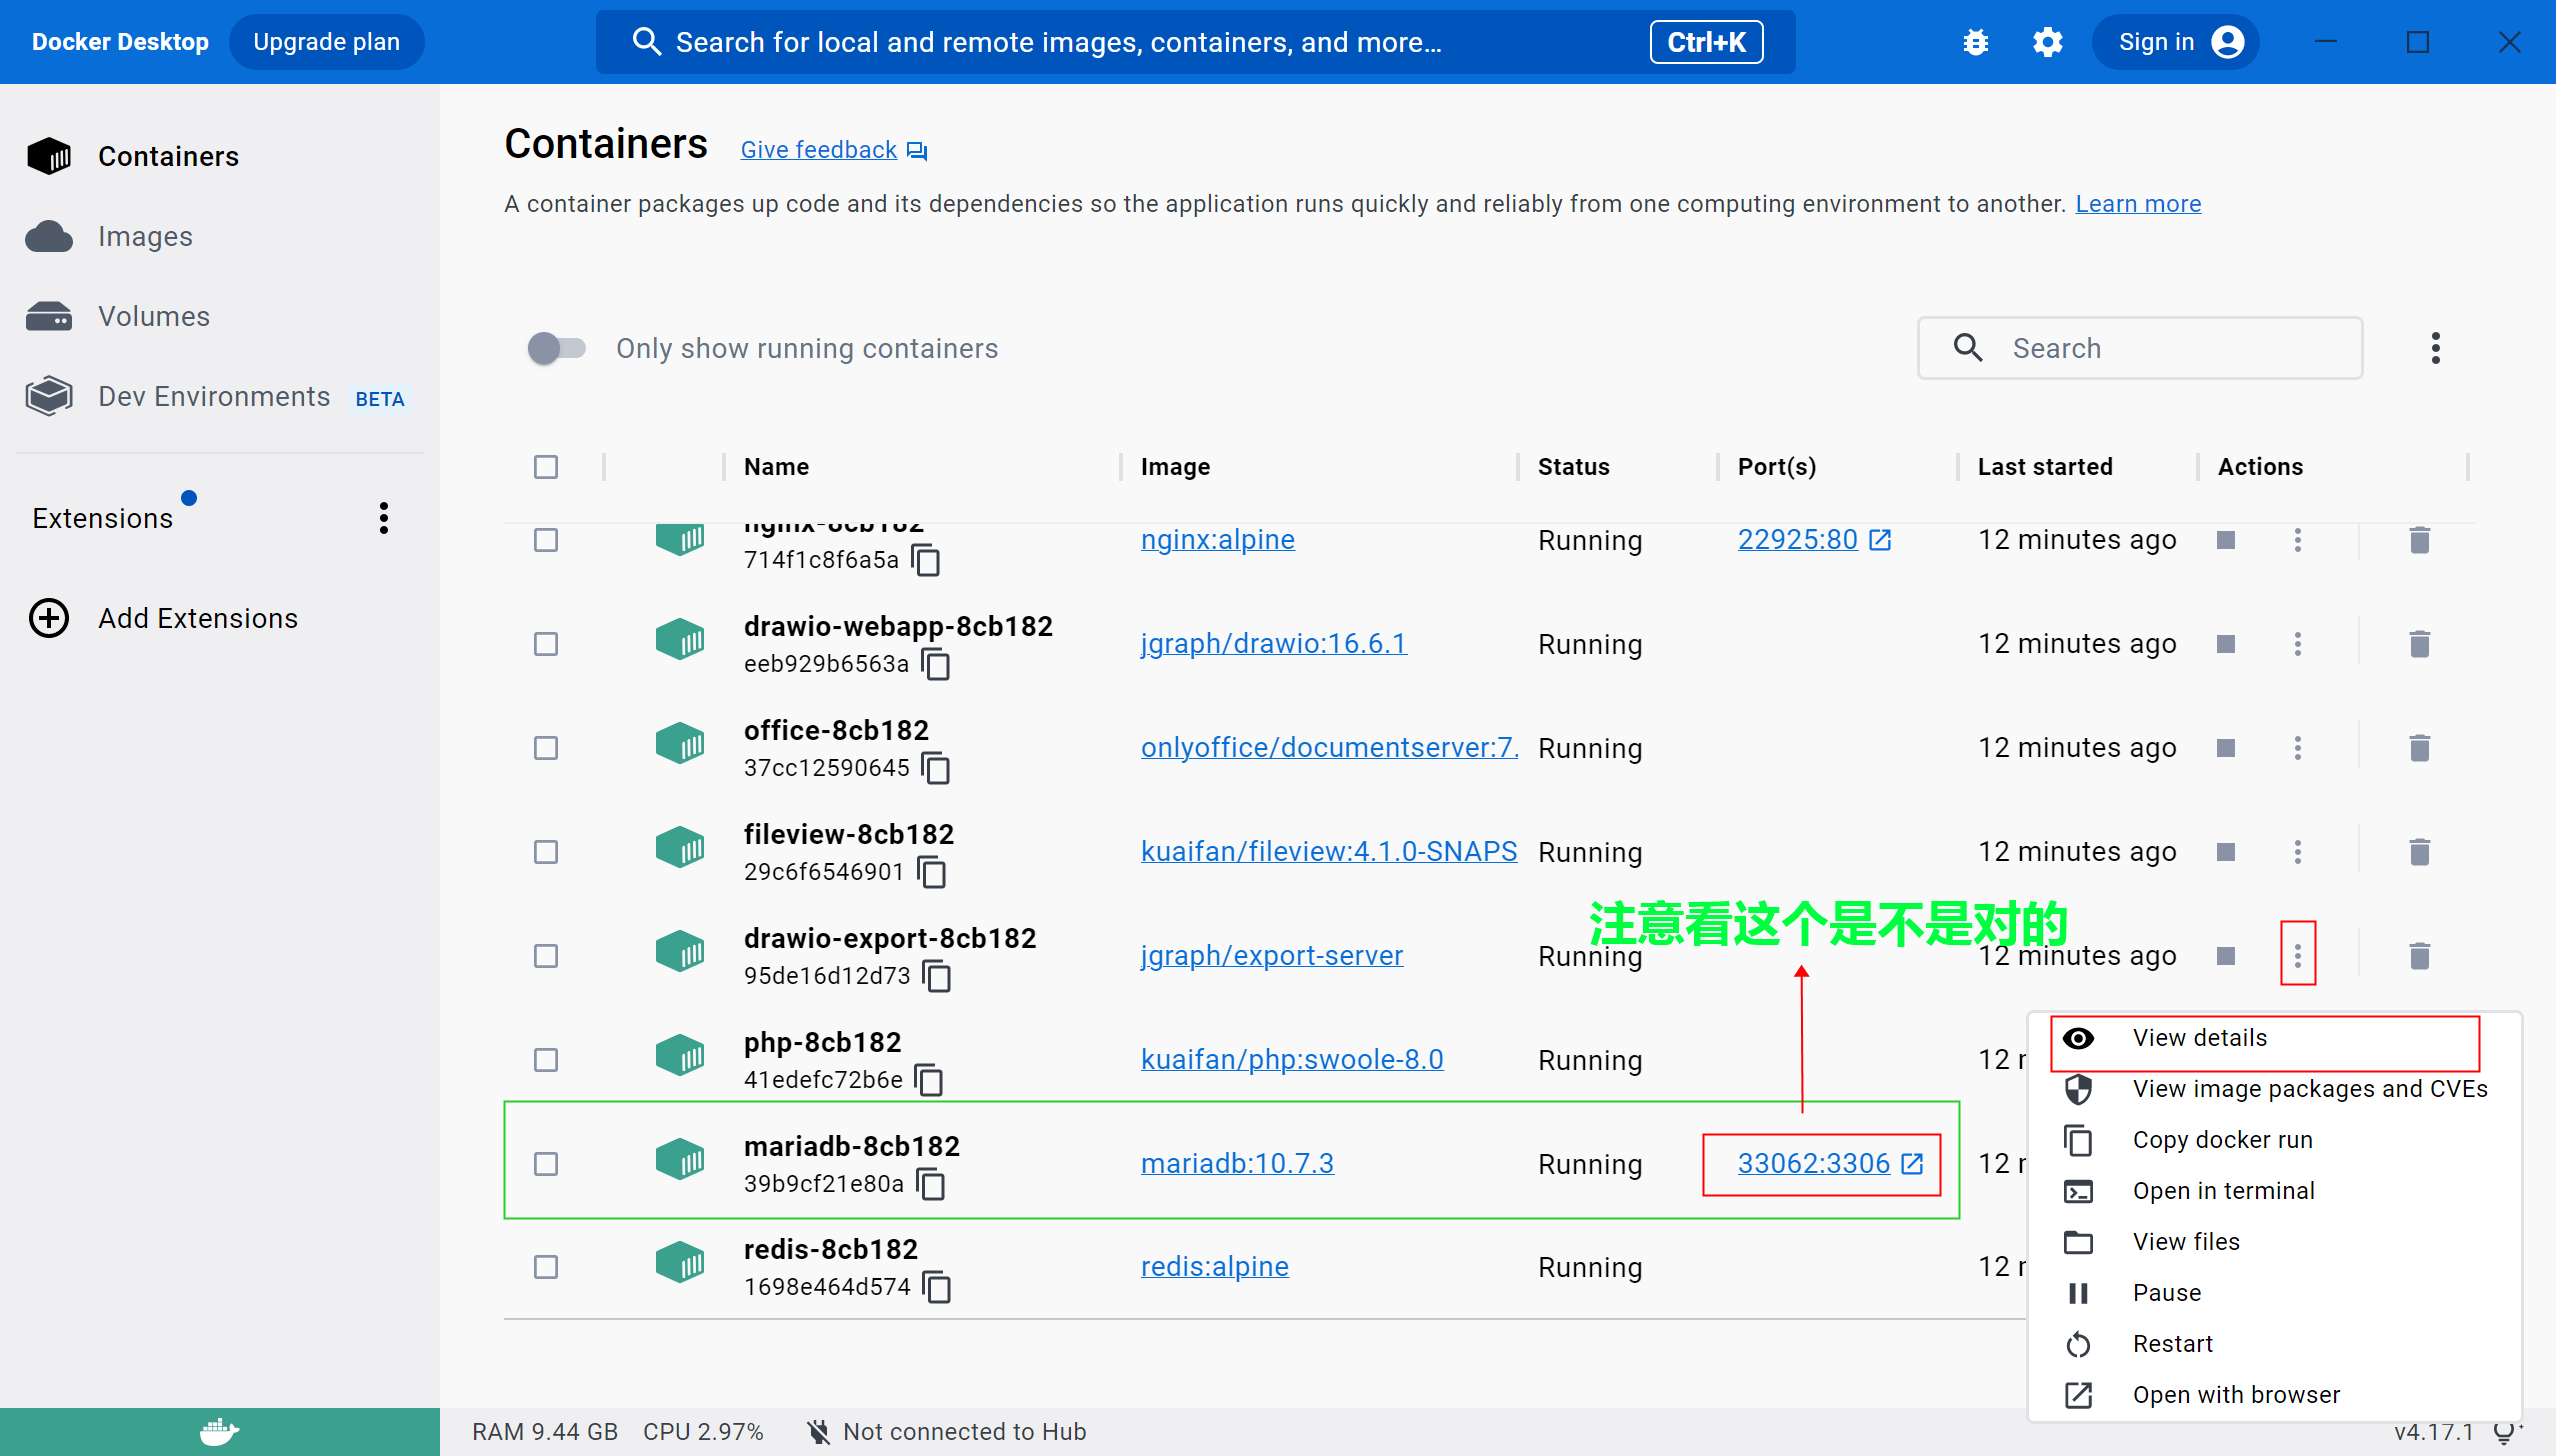 Docker Desktop
Upgrade plan
Search for local and remote images, containers, and more...
Ctrl+K
Sign in
Containers
Images
Volumes
Dev Environments BETA
Extensions
Add Extensions
Containers
Give feedback
A container packages up code and its dependencies so the application runs quickly and reliably from one computing environment to another. Learn more
Only show running containers
Search
Name Image Status Port(s) Last started Actions
nginx-8cb182
714f1c8f6a5a
nginx:alpine Running 22925:80 12 minutes ago
drawio-webapp-8cb182
eeb929b6563a
jgraph/drawio:16.6.1 Running 12 minutes ago
office-8cb182
37cc12590645
onlyoffice/documentserver:7. Running 12 minutes ago
fileview-8cb182
29c6f6546901
kuaifan/fileview:4.1.0-SNAPS Running 12 minutes ago
注意看这个是不是对的
drawio-export-8cb182
95de16d12d73
jgraph/export-server Running 12 minutes ago
php-8cb182
41edefc72b6e
kuaifan/php:swoole-8.0 Running 12
mariadb-8cb182
39b9cf21e80a
mariadb:10.7.3 Running 33062:3306 12
redis-8cb182
1698e464d574
redis:alpine Running 12
View details
View image packages and CVEs
Copy docker run
Open in terminal
View files
Pause
Restart
Open with browser
RAM 9.44 GB CPU 2.97% Not connected to Hub
v4.17.1